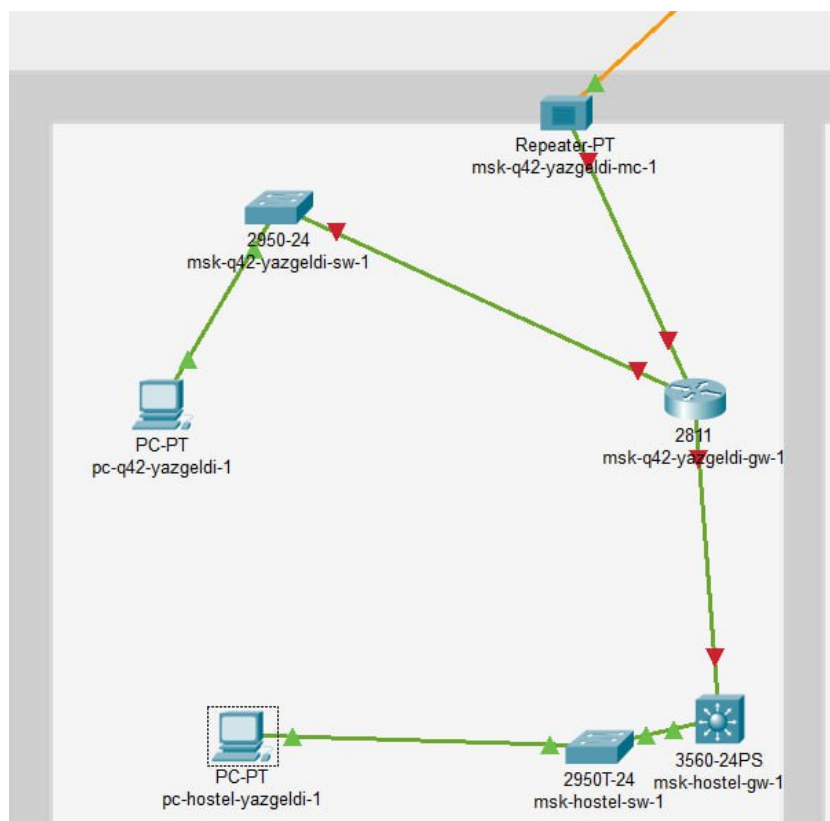 Repeater-PT
msk-q42-yazgeldi-mc-1
2950-24
msk-q42-yazgeldi-sw-1
PC-PT
pc-q42-yazgeldi-1
2811
msk-q42-yazgeldi-gw-1
PC-PT
pc-hostel-yazgeldi-1
2950T-24
msk-hostel-sw-1
3560-24PS
msk-hostel-gw-1